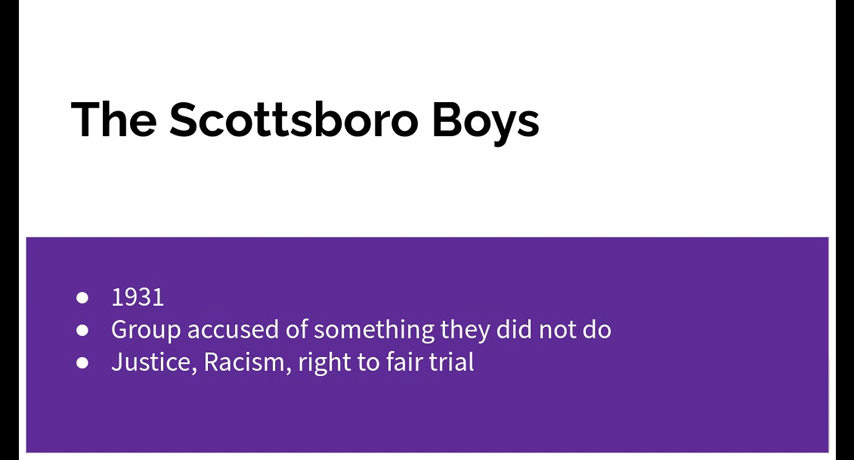 The Scottsboro Boys
● 1931
● Group accused of something they did not do
● Justice, Racism, right to fair trial